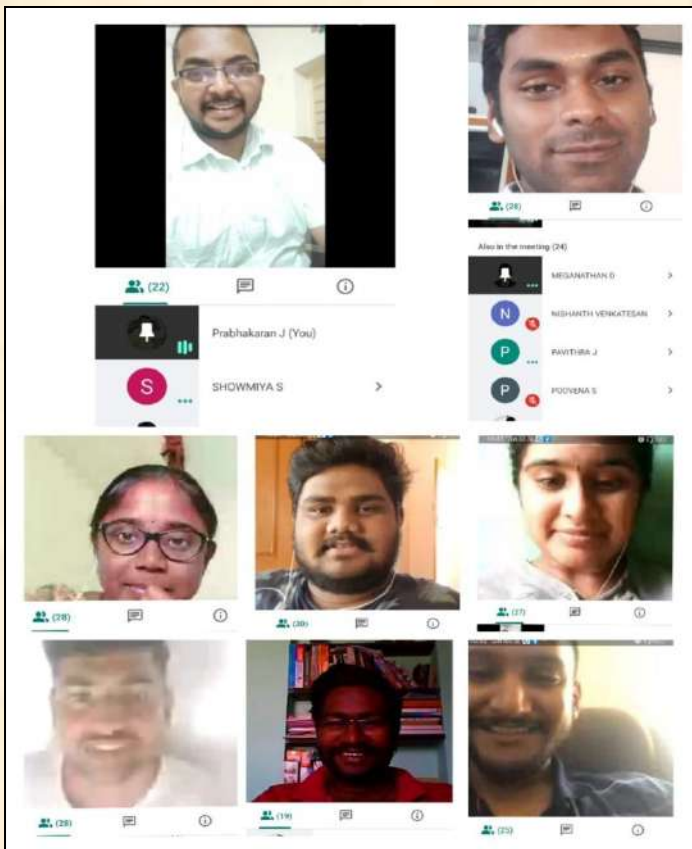 (22)
Prabhakaran J (You)
S
SHOWMIYA S
(26)
Also in the meeting (24)
MEGANATHAN D
N
NISHANTH VENKATESAN
P
PAVITHRA J
P
POOVENA S
(28)
(30)
(27)
(28)
(19)
(25)